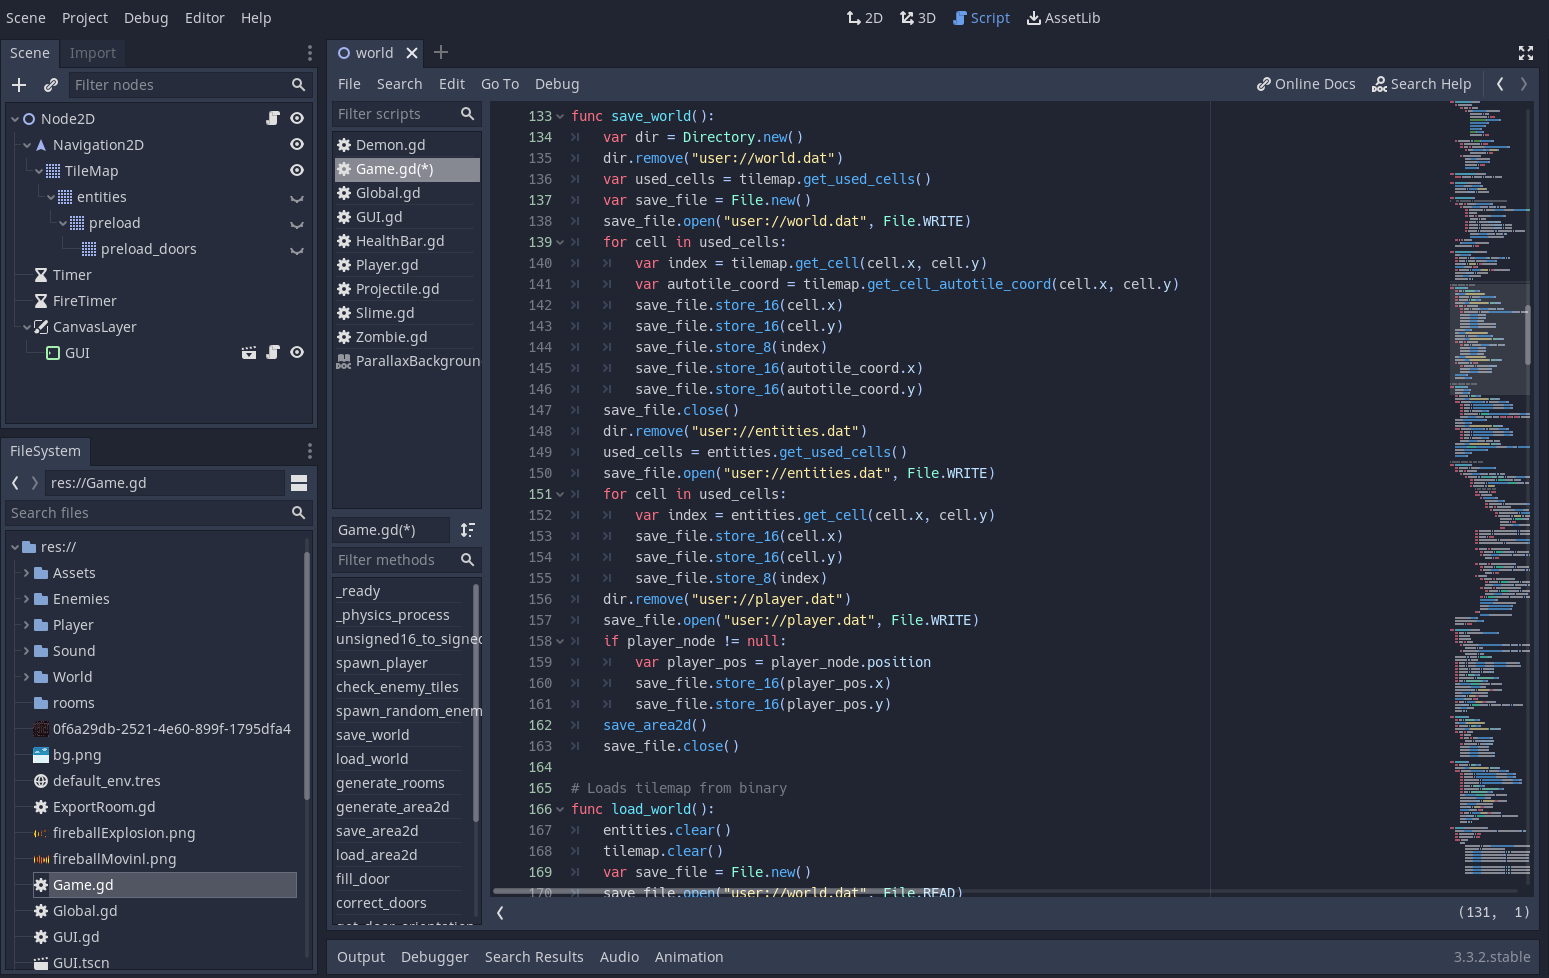 Scene Project Debug Editor Help
2D 3D Script AssetLib
Scene Import
Filter nodes
Node2D
Navigation2D
TileMap
entities
preload
preload_doors
Timer
FireTimer
CanvasLayer
GUI
FileSystem
res://Game.gd
Search files
res://
Assets
Enemies
Player
Sound
World
rooms
0f6a29db-2521-4e60-899f-1795dfa4
bg.png
default_env.tres
ExportRoom.gd
fireballExplosion.png
fireballMovInl.png
Game.gd
Global.gd
GUI.gd
GUI.tscn
world
File Search Edit Go To Debug
Online Docs Search Help
Filter scripts
Demon.gd
Game.gd(*)
Global.gd
GUI.gd
HealthBar.gd
Player.gd
Projectile.gd
Slime.gd
Zombie.gd
ParallaxBackgroun
Game.gd(*)
Filter methods
_ready
_physics_process
unsigned16_to_signed
spawn_player
check_enemy_tiles
spawn_random_enem
save_world
load_world
generate_rooms
generate_area2d
save_area2d
load_area2d
fill_door
correct_doors
get_door_orientation
133 func save_world():
134 var dir = Directory.new()
135 dir.remove("user://world.dat")
136 var used_cells = tilemap.get_used_cells()
137 var save_file = File.new()
138 save_file.open("user://world.dat", File.WRITE)
139 for cell in used_cells:
140 var index = tilemap.get_cell(cell.x, cell.y)
141 var autotile_coord = tilemap.get_cell_autotile_coord(cell.x, cell.y)
142 save_file.store_16(cell.x)
143 save_file.store_16(cell.y)
144 save_file.store_8(index)
145 save_file.store_16(autotile_coord.x)
146 save_file.store_16(autotile_coord.y)
147 save_file.close()
148 dir.remove("user://entities.dat")
149 used_cells = entities.get_used_cells()
150 save_file.open("user://entities.dat", File.WRITE)
151 for cell in used_cells:
152 var index = entities.get_cell(cell.x, cell.y)
153 save_file.store_16(cell.x)
154 save_file.store_16(cell.y)
155 save_file.store_8(index)
156 dir.remove("user://player.dat")
157 save_file.open("user://player.dat", File.WRITE)
158 if player_node != null:
159 var player_pos = player_node.position
160 save_file.store_16(player_pos.x)
161 save_file.store_16(player_pos.y)
162 save_area2d()
163 save_file.close()
164
165 # Loads tilemap from binary
166 func load_world():
167 entities.clear()
168 tilemap.clear()
169 var save_file = File.new()
170 save_file.open("user://world.dat", File.READ)
(131, 1)
Output Debugger Search Results Audio Animation
3.3.2.stable